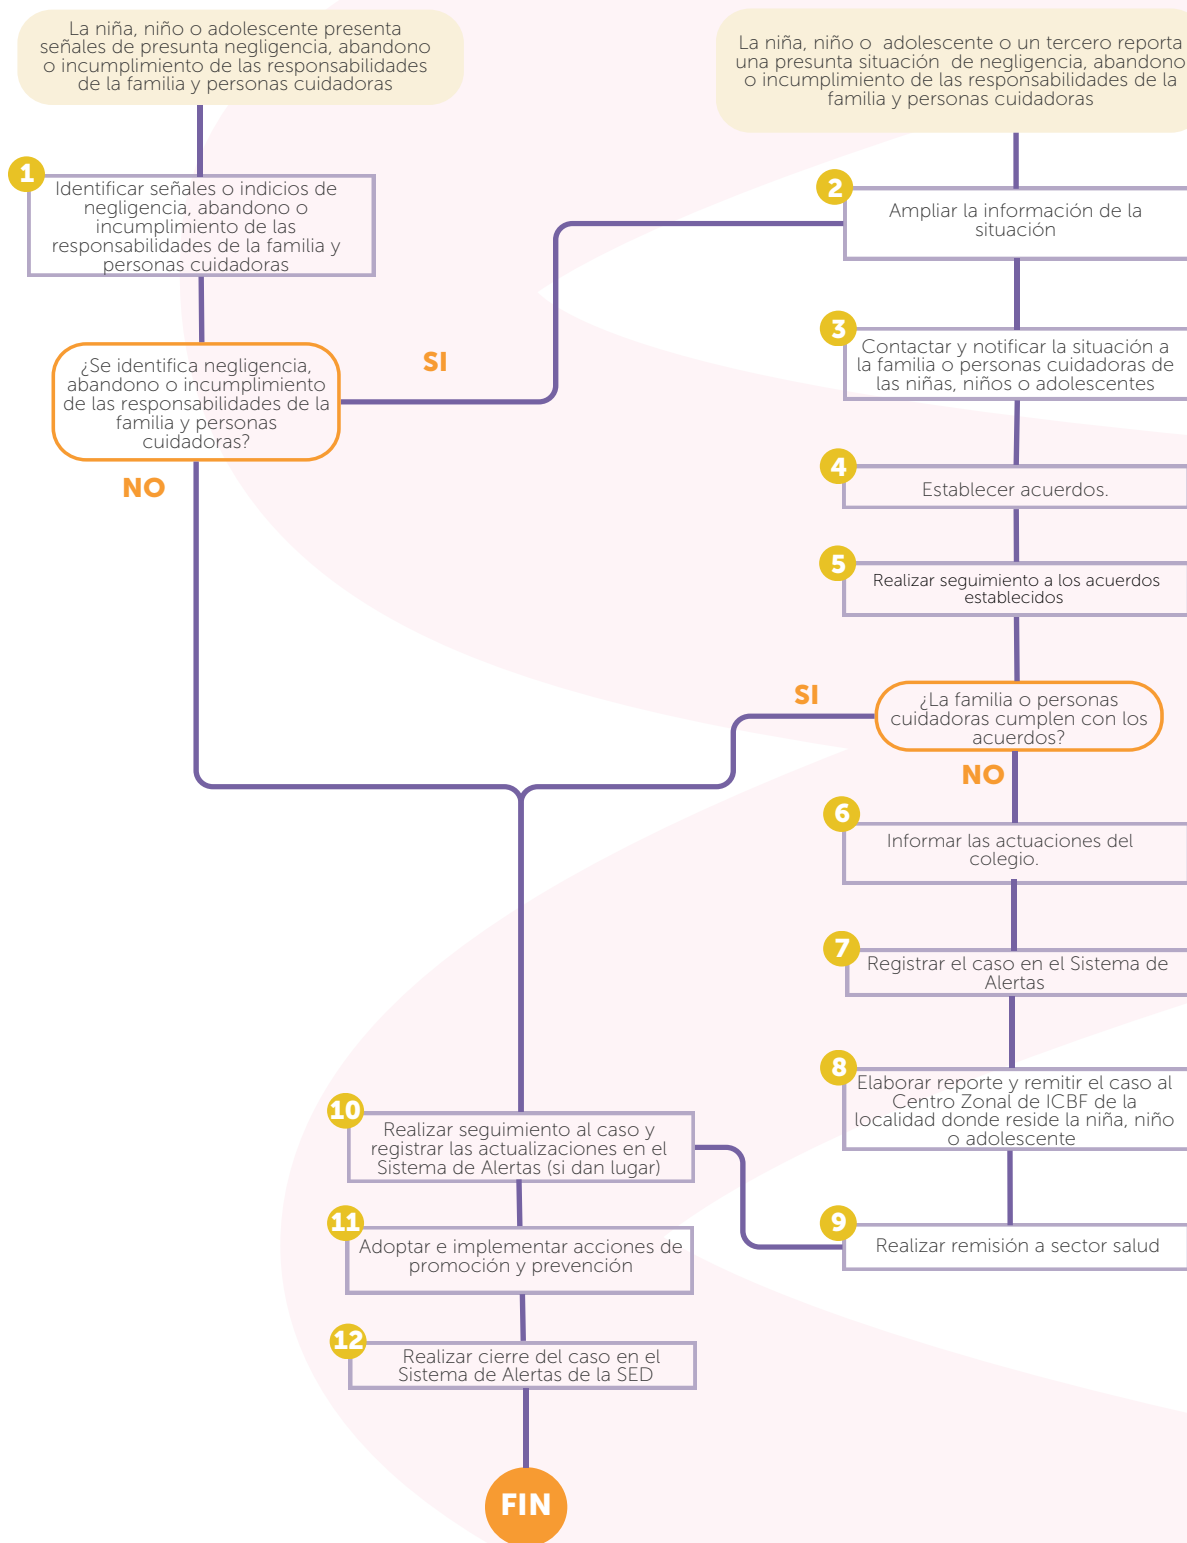 La niña, niño o adolescente presenta
señales de presunta negligencia, abandono
o incumplimiento de las responsabilidades
de la familia y personas cuidadoras
La niña, niño o adolescente o un tercero reporta
una presunta situación de negligencia, abandono
o incumplimiento de las responsabilidades de la
familia y personas cuidadoras
1
Identificar señales o indicios de
negligencia, abandono o
incumplimiento de las
responsabilidades de la familia y
personas cuidadoras
2
Ampliar la información de la
situación
¿Se identifica negligencia,
abandono o incumplimiento
de las responsabilidades de la
familia y personas
cuidadoras?
SI
NO
3
Contactar y notificar la situación a
la familia o personas cuidadoras de
las niñas, niños o adolescentes
4
Establecer acuerdos.
5
Realizar seguimiento a los acuerdos
establecidos
¿La familia o personas
cuidadoras cumplen con los
acuerdos?
SI
NO
6
Informar las actuaciones del
colegio.
7
Registrar el caso en el Sistema de
Alertas
8
Elaborar reporte y remitir el caso al
Centro Zonal de ICBF de la
localidad donde reside la niña, niño
o adolescente
9
Realizar remisión a sector salud
10
Realizar seguimiento al caso y
registrar las actualizaciones en el
Sistema de Alertas (si dan lugar)
11
Adoptar e implementar acciones de
promoción y prevención
12
Realizar cierre del caso en el
Sistema de Alertas de la SED
FIN